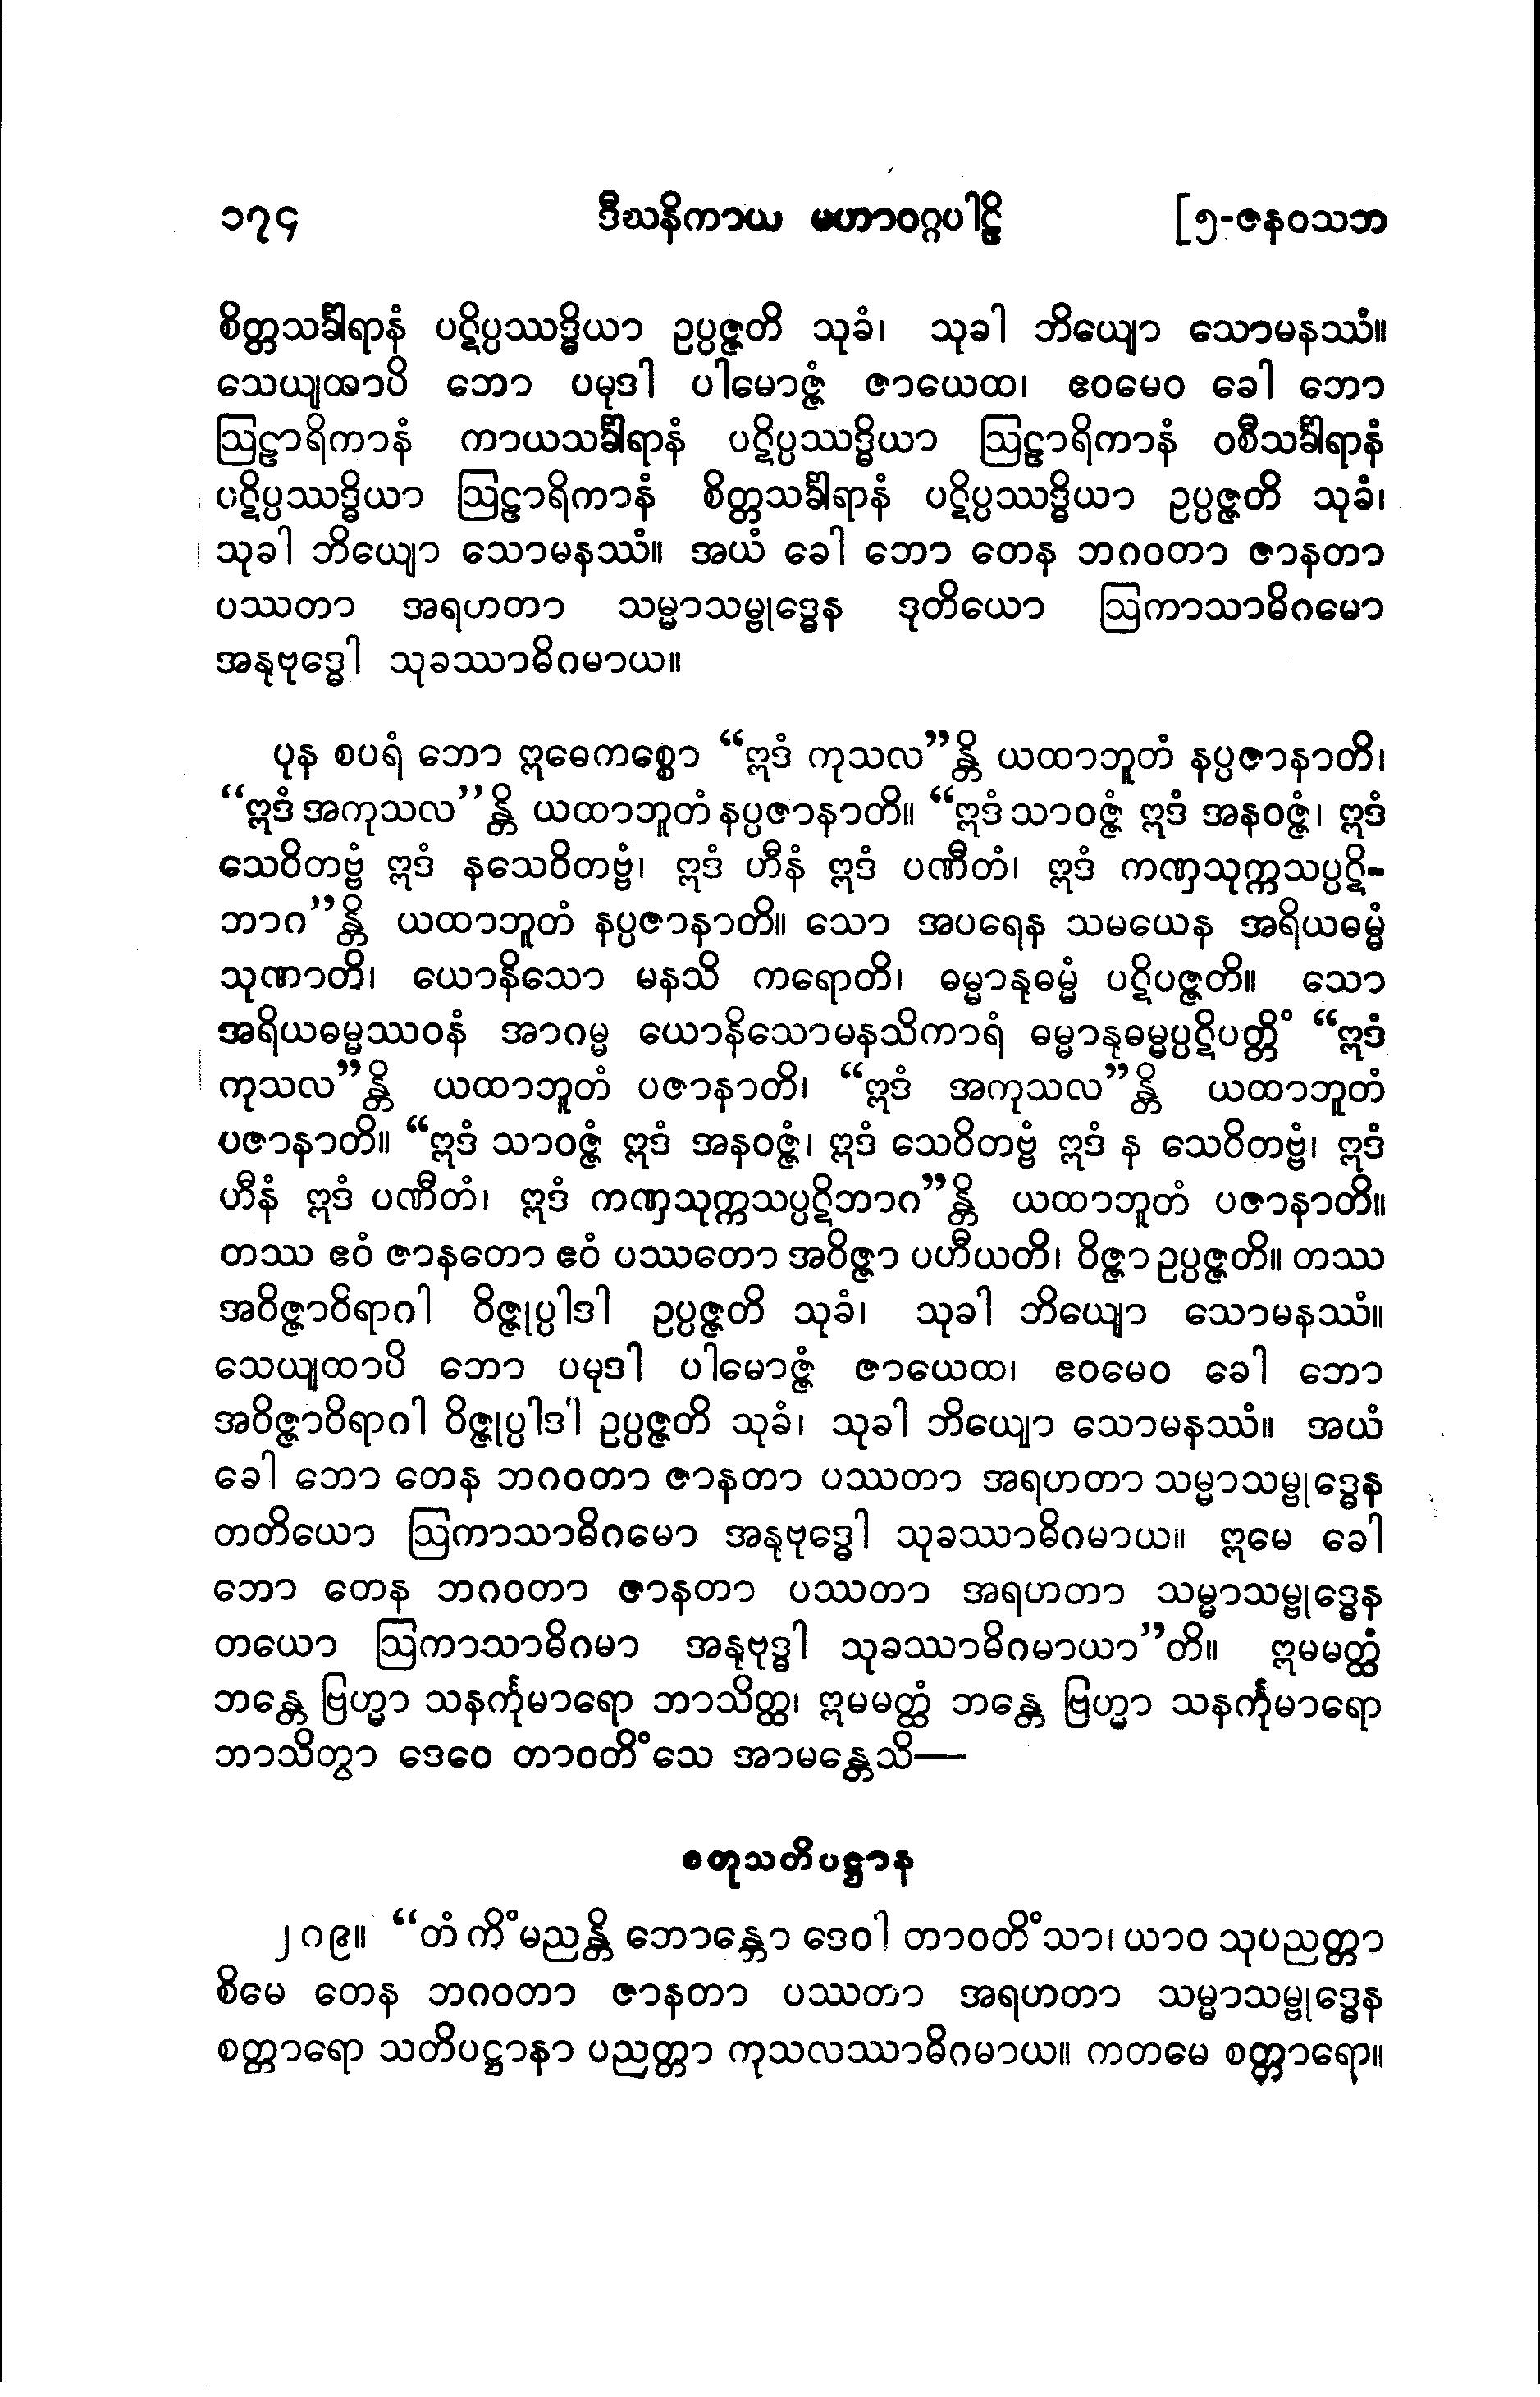 ၁၇၄ ဒီဃနိကာယ မဟာဝဂ္ဂပါဠိ [၅-ဇနဝသဘ
စိတ္တသင်္ခါရာနံ ပဋိပ္ပဿဒ္ဓိယာ ဥပ္ပဇ္ဇတိ သုခံ၊ သုခါ ဘိယျော သောမနဿံ။
သေယျထာပိ ဘော ပမုဒါ ပါမောဇ္ဇံ ဇာယေထ၊ ဧဝမေဝ ခေါ ဘော
ဩဠာရိကာနံ ကာယသင်္ခါရာနံ ပဋိပ္ပဿဒ္ဓိယာ ဩဠာရိကာနံ ဝစီသင်္ခါရာနံ
ပဋိပ္ပဿဒ္ဓိယာ ဩဠာရိကာနံ စိတ္တသင်္ခါရာနံ ပဋိပ္ပဿဒ္ဓိယာ ဥပ္ပဇ္ဇတိ သုခံ၊
သုခါ ဘိယျော သောမနဿံ။ အယံ ခေါ ဘော တေန ဘဂဝတာ ဇာနတာ
ပဿတာ အရဟတာ သမ္မာသမ္ဗုဒ္ဓေန ဒုတိယော ဩကာသာဓိဂမော
အနုဗုဒ္ဓေါ သုခဿာဓိဂမာယ။
ပုန စပရံ ဘော ဣဓေကစ္စော “ဣဒံ ကုသလ”န္တိ ယထာဘူတံ နပ္ပဇာနာတိ၊
“ဣဒံ အကုသလ”န္တိ ယထာဘူတံ နပ္ပဇာနာတိ။ “ဣဒံ သာဝဇ္ဇံ ဣဒံ အနဝဇ္ဇံ၊ ဣဒံ
သေဝိတဗ္ဗံ ဣဒံ နသေဝိတဗ္ဗံ၊ ဣဒံ ဟီနံ ဣဒံ ပဏီတံ၊ ဣဒံ ကဏှသုက္ကသပ္ပဋိ-
ဘာဂ”န္တိ ယထာဘူတံ နပ္ပဇာနာတိ။ သော အပရေန သမယေန အရိယဓမ္မံ
သုဏာတိ၊ ယောနိသော မနသိ ကရောတိ၊ ဓမ္မာနုဓမ္မံ ပဋိပဇ္ဇတိ။ သော
အရိယဓမ္မဿဝနံ အာဂမ္မ ယောနိသောမနသိကာရံ ဓမ္မာနုဓမ္မပ္ပဋိပတ္တိံ “ဣဒံ
ကုသလ”န္တိ ယထာဘူတံ ပဇာနာတိ၊ “ဣဒံ အကုသလ”န္တိ ယထာဘူတံ
ပဇာနာတိ။ “ဣဒံ သာဝဇ္ဇံ ဣဒံ အနဝဇ္ဇံ၊ ဣဒံ သေဝိတဗ္ဗံ ဣဒံ န သေဝိတဗ္ဗံ၊ ဣဒံ
ဟီနံ ဣဒံ ပဏီတံ၊ ဣဒံ ကဏှသုက္ကသပ္ပဋိဘာဂ”န္တိ ယထာဘူတံ ပဇာနာတိ။
တဿ ဧဝံ ဇာနတော ဧဝံ ပဿတော အဝိဇ္ဇာ ပဟီယတိ၊ ဝိဇ္ဇာ ဥပ္ပဇ္ဇတိ။ တဿ
အဝိဇ္ဇာဝိရာဂါ ဝိဇ္ဇုပ္ပါဒါ ဥပ္ပဇ္ဇတိ သုခံ၊ သုခါ ဘိယျော သောမနဿံ။
သေယျထာပိ ဘော ပမုဒါ ပါမောဇ္ဇံ ဇာယေထ၊ ဧဝမေဝ ခေါ ဘော
အဝိဇ္ဇာဝိရာဂါ ဝိဇ္ဇုပ္ပါဒါ ဥပ္ပဇ္ဇတိ သုခံ၊ သုခါ ဘိယျော သောမနဿံ။ အယံ
ခေါ ဘော တေန ဘဂဝတာ ဇာနတာ ပဿတာ အရဟတာ သမ္မာသမ္ဗုဒ္ဓေန
တတိယော ဩကာသာဓိဂမော အနုဗုဒ္ဓေါ သုခဿာဓိဂမာယ။ ဣမေ ခေါ
ဘော တေန ဘဂဝတာ ဇာနတာ ပဿတာ အရဟတာ သမ္မာသမ္ဗုဒ္ဓေန
တယော ဩကာသာဓိဂမာ အနုဗုဒ္ဓါ သုခဿာဓိဂမာယာ”တိ။ ဣမမတ္ထံ
ဘန္တေ ဗြဟ္မာ သနင်္ကုမာရော ဘာသိတ္ထ၊ ဣမမတ္ထံ ဘန္တေ ဗြဟ္မာ သနင်္ကုမာရော
ဘာသိတွာ ဒေဝေ တာဝတိံသေ အာမန္တေသိ—
စတုသတိပဋ္ဌာန
၂၈၉။ “တံ ကိံ မညန္တိ ဘောန္တော ဒေဝါ တာဝတိံသာ၊ ယာဝ သုပညတ္တာ
စိမေ တေန ဘဂဝတာ ဇာနတာ ပဿတာ အရဟတာ သမ္မာသမ္ဗုဒ္ဓေန
စတ္တာရော သတိပဋ္ဌာနာ ပညတ္တာ ကုသလဿာဓိဂမာယ။ ကတမေ စတ္တာရော။